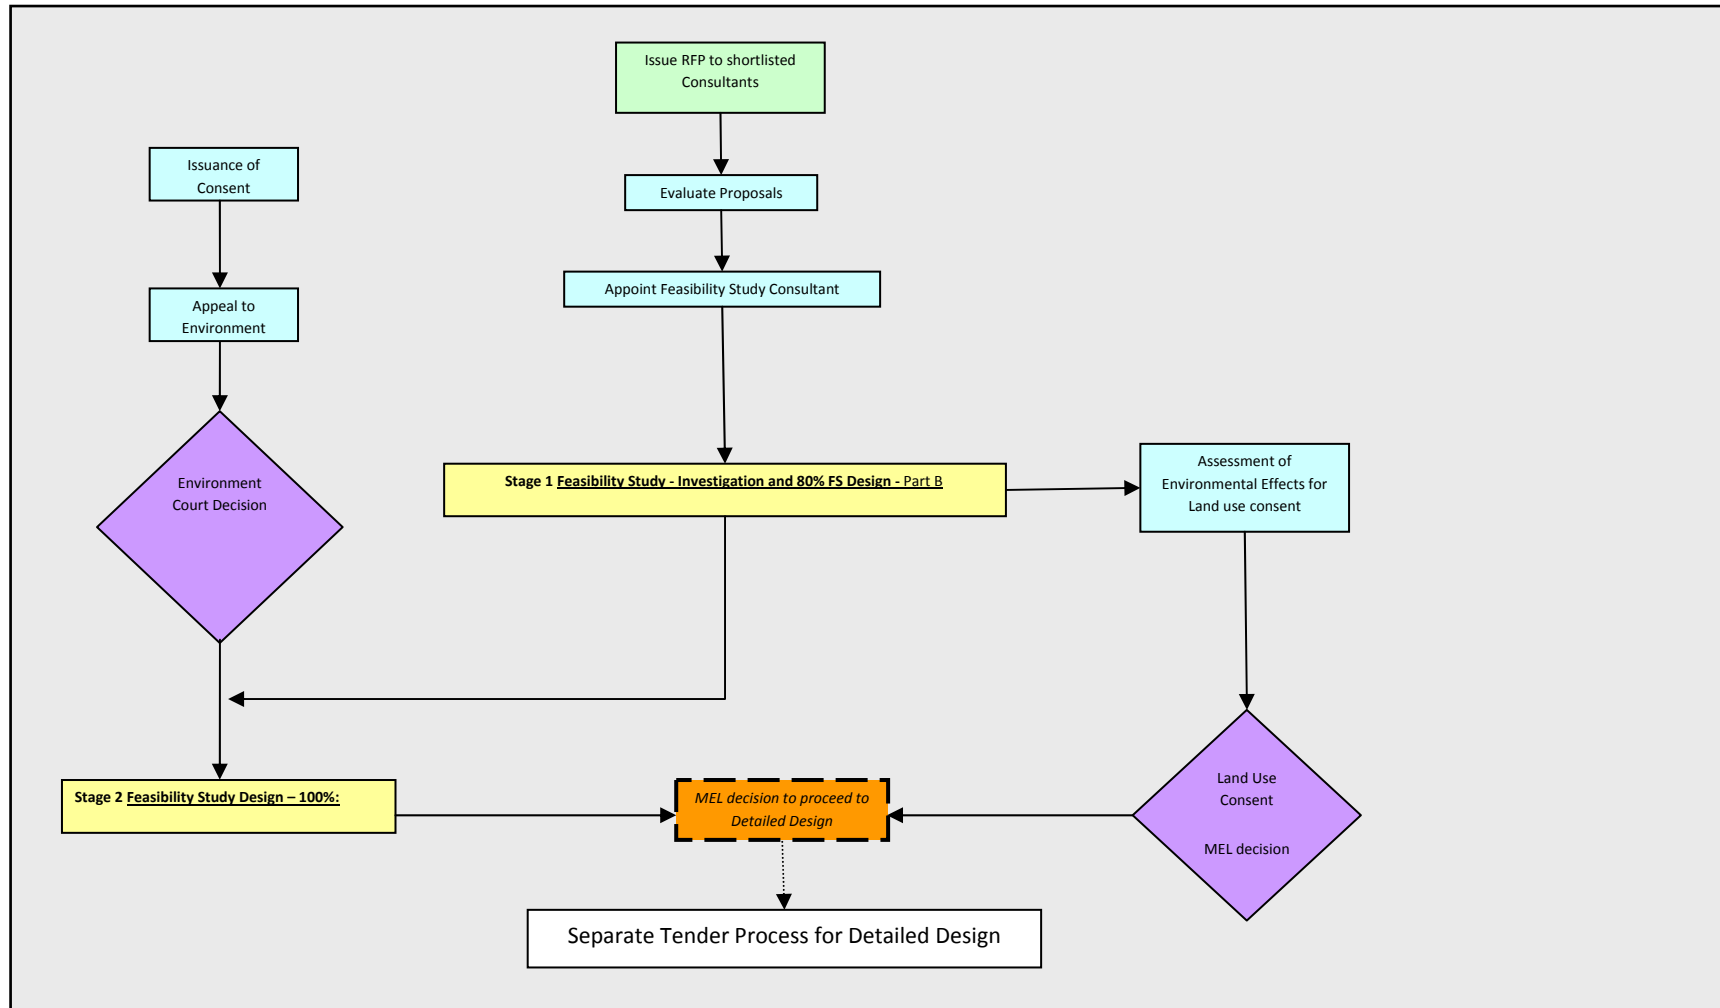 Issue RFP to shortlisted
Consultants
Issuance of
Consent
Evaluate Proposals
Appoint Feasibility Study Consultant
Appeal to
Environment
Environment
Court Decision
Stage 1 Feasibility Study - Investigation and 80% FS Design - Part B
Assessment of
Environmental Effects for
Land use consent
Stage 2 Feasibility Study Design – 100%:
MEL decision to proceed to
Detailed Design
Land Use
Consent
MEL decision
Separate Tender Process for Detailed Design